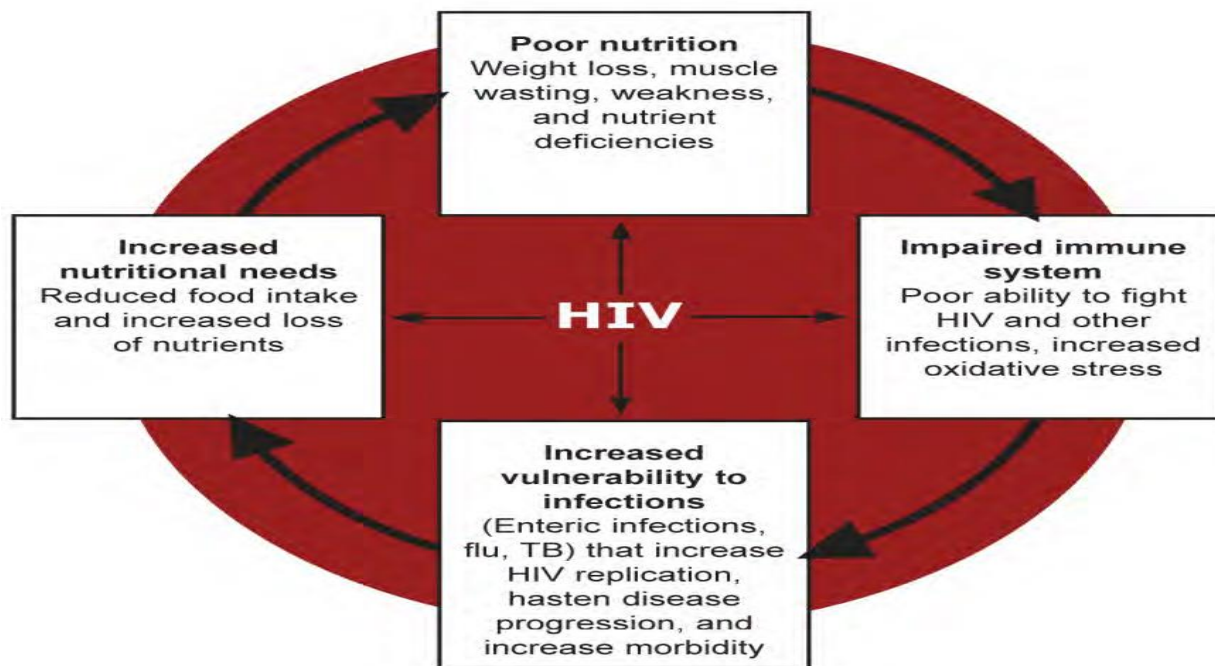 Poor nutrition
Weight loss, muscle
wasting, weakness,
and nutrient
deficiencies
Increased
nutritional needs
Reduced food intake
and increased loss
of nutrients
HIV
Impaired immune
system
Poor ability to fight
HIV and other
infections, increased
oxidative stress
Increased
vulnerability to
infections
(Enteric infections,
flu, TB) that increase
HIV replication,
hasten disease
progression, and
increase morbidity